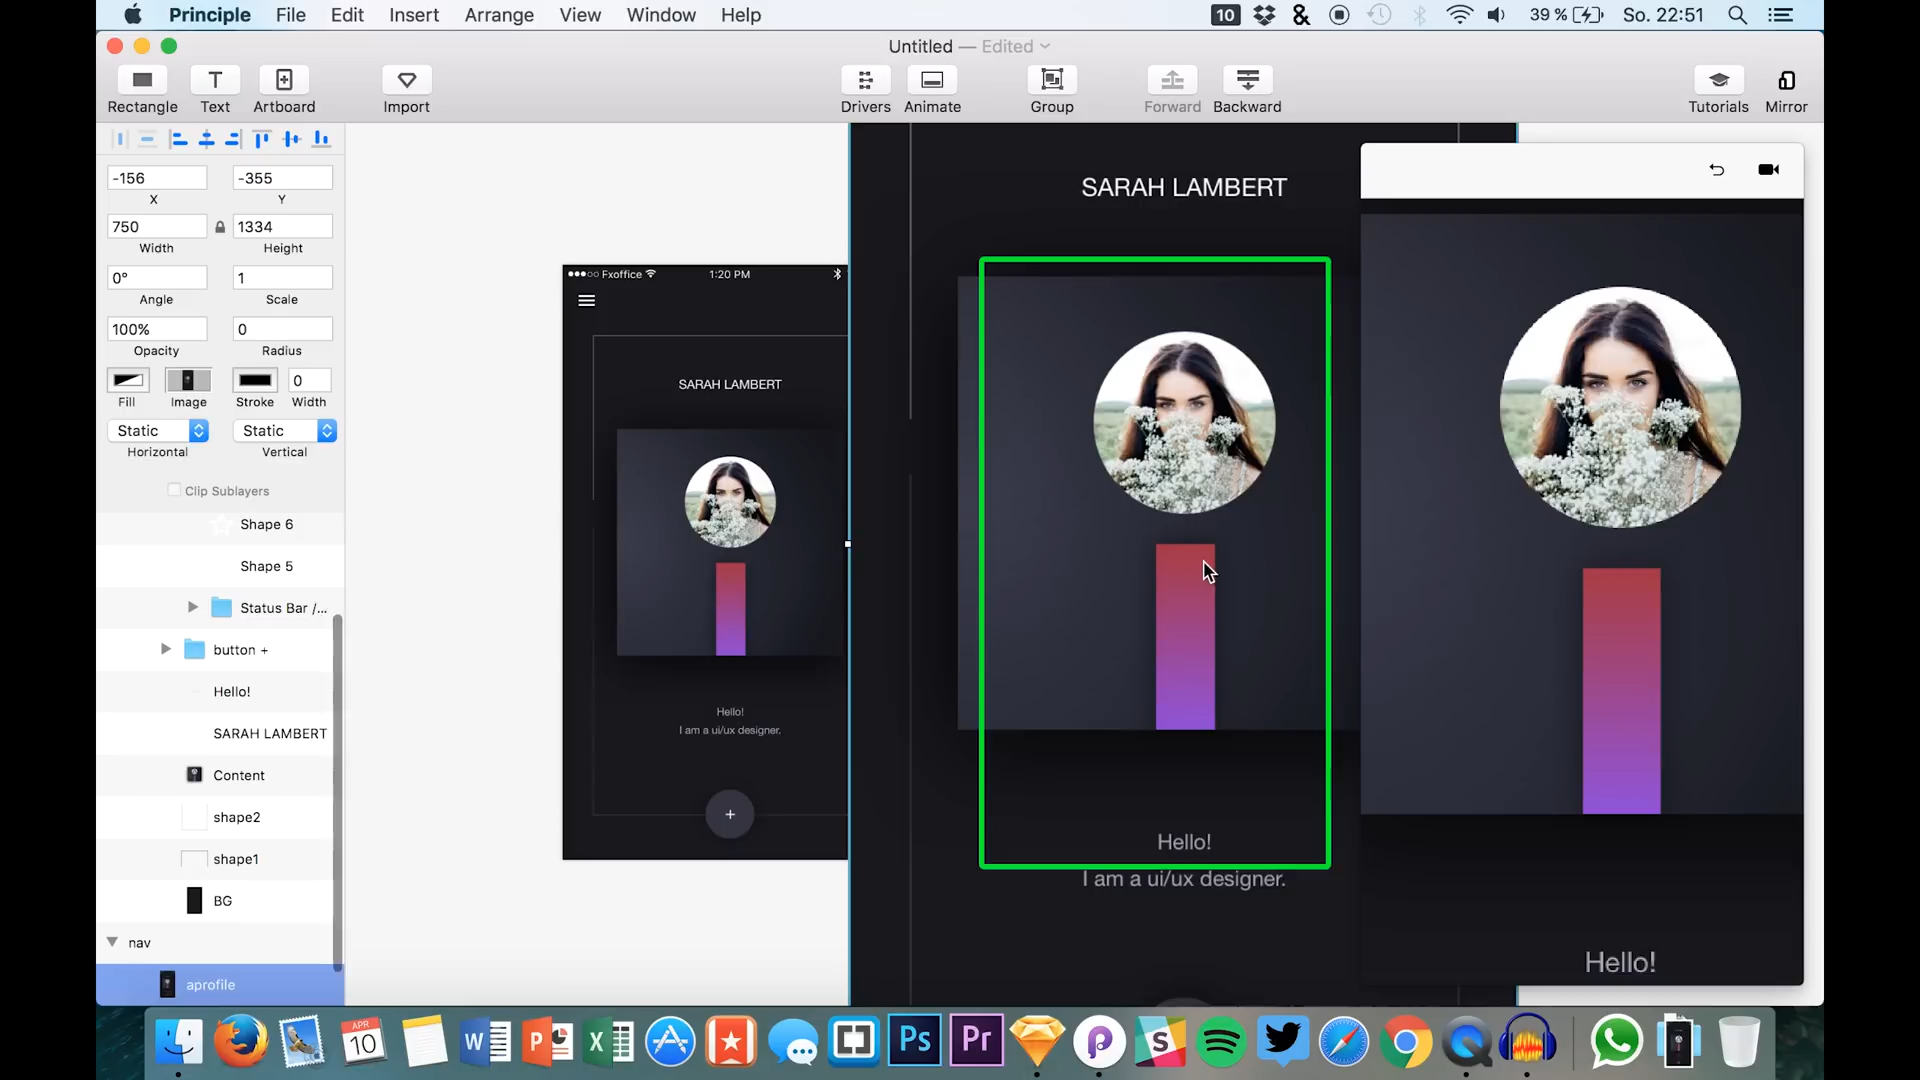 Principle File Edit Insert Arrange View Window Help 10 39 % So. 22:51
Untitled — Edited
Rectangle Text Artboard Import Drivers Animate Group Forward Backward Tutorials Mirror
-156 -355
X Y
750 1334
Width Height
0° 1
Angle Scale
100% 0
Opacity Radius
0
Fill Image Stroke Width
Static Static
Horizontal Vertical
Clip Sublayers
Shape 6
Shape 5
Status Bar /...
button +
Hello!
SARAH LAMBERT
Content
shape2
shape1
BG
nav
aprofile
Fxoffice 1:20 PM
SARAH LAMBERT
Hello!
I am a ui/ux designer.
+
SARAH LAMBERT
Hello!
I am a ui/ux designer.
Hello!
APR
10
W
P
X
Ps
Pr